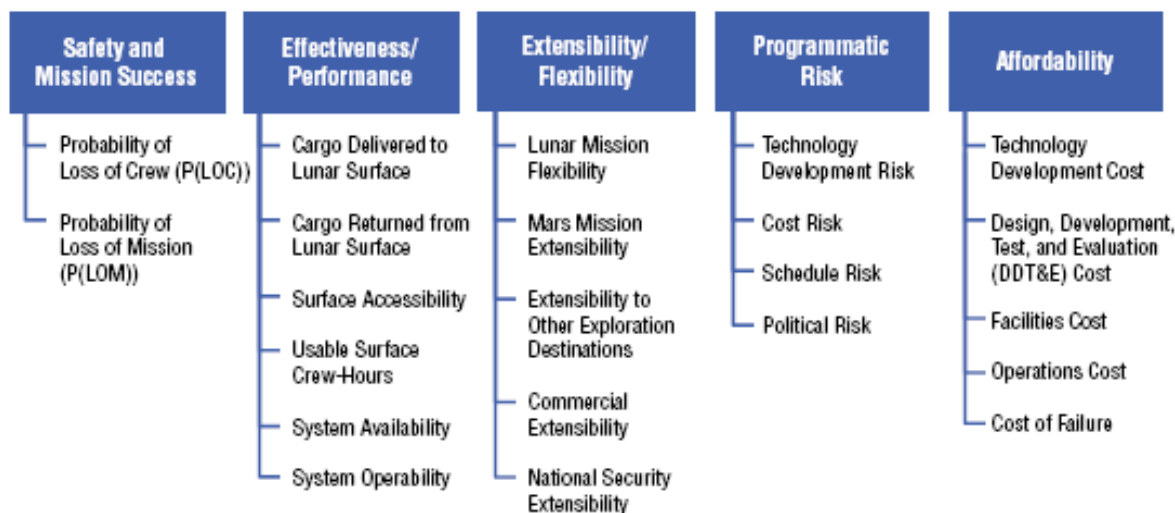 Safety and
Mission Success
Probability of
Loss of Crew (P(LOC))
Probability of
Loss of Mission
(P(LOM))
Effectiveness/
Performance
Cargo Delivered to
Lunar Surface
Cargo Returned from
Lunar Surface
Surface Accessibility
Usable Surface
Crew-Hours
System Availability
System Operability
Extensibility/
Flexibility
Lunar Mission
Flexibility
Mars Mission
Extensibility
Extensibility to
Other Exploration
Destinations
Commercial
Extensibility
National Security
Extensibility
Programmatic
Risk
Technology
Development Risk
Cost Risk
Schedule Risk
Political Risk
Affordability
Technology
Development Cost
Design, Development,
Test, and Evaluation
(DDT&E) Cost
Facilities Cost
Operations Cost
Cost of Failure